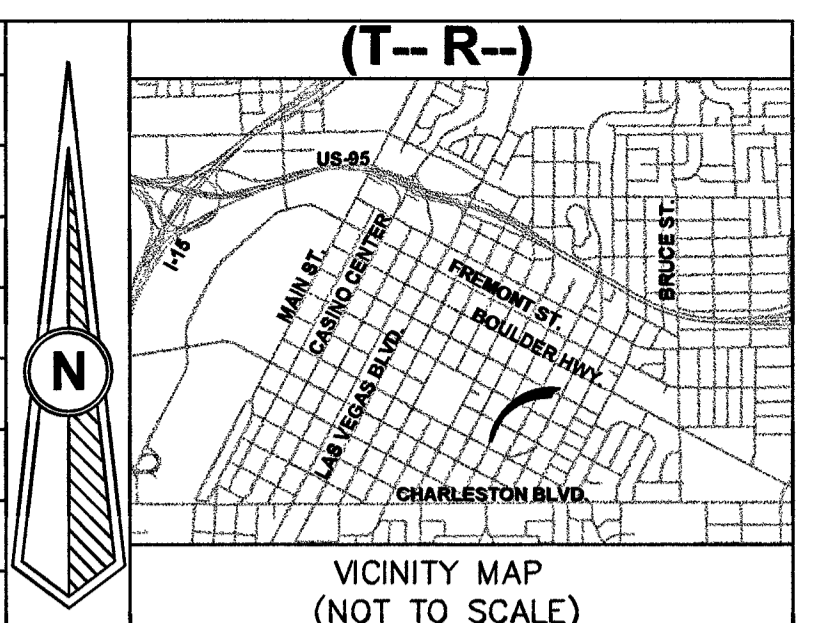 (T-- R--)
US-95
I-15
MAIN ST.
CASINO CENTER
FREMONT ST.
BRUCE ST.
BOULDER HWY.
LAS VEGAS BLVD.
N
CHARLESTON BLVD.
VICINITY MAP
(NOT TO SCALE)